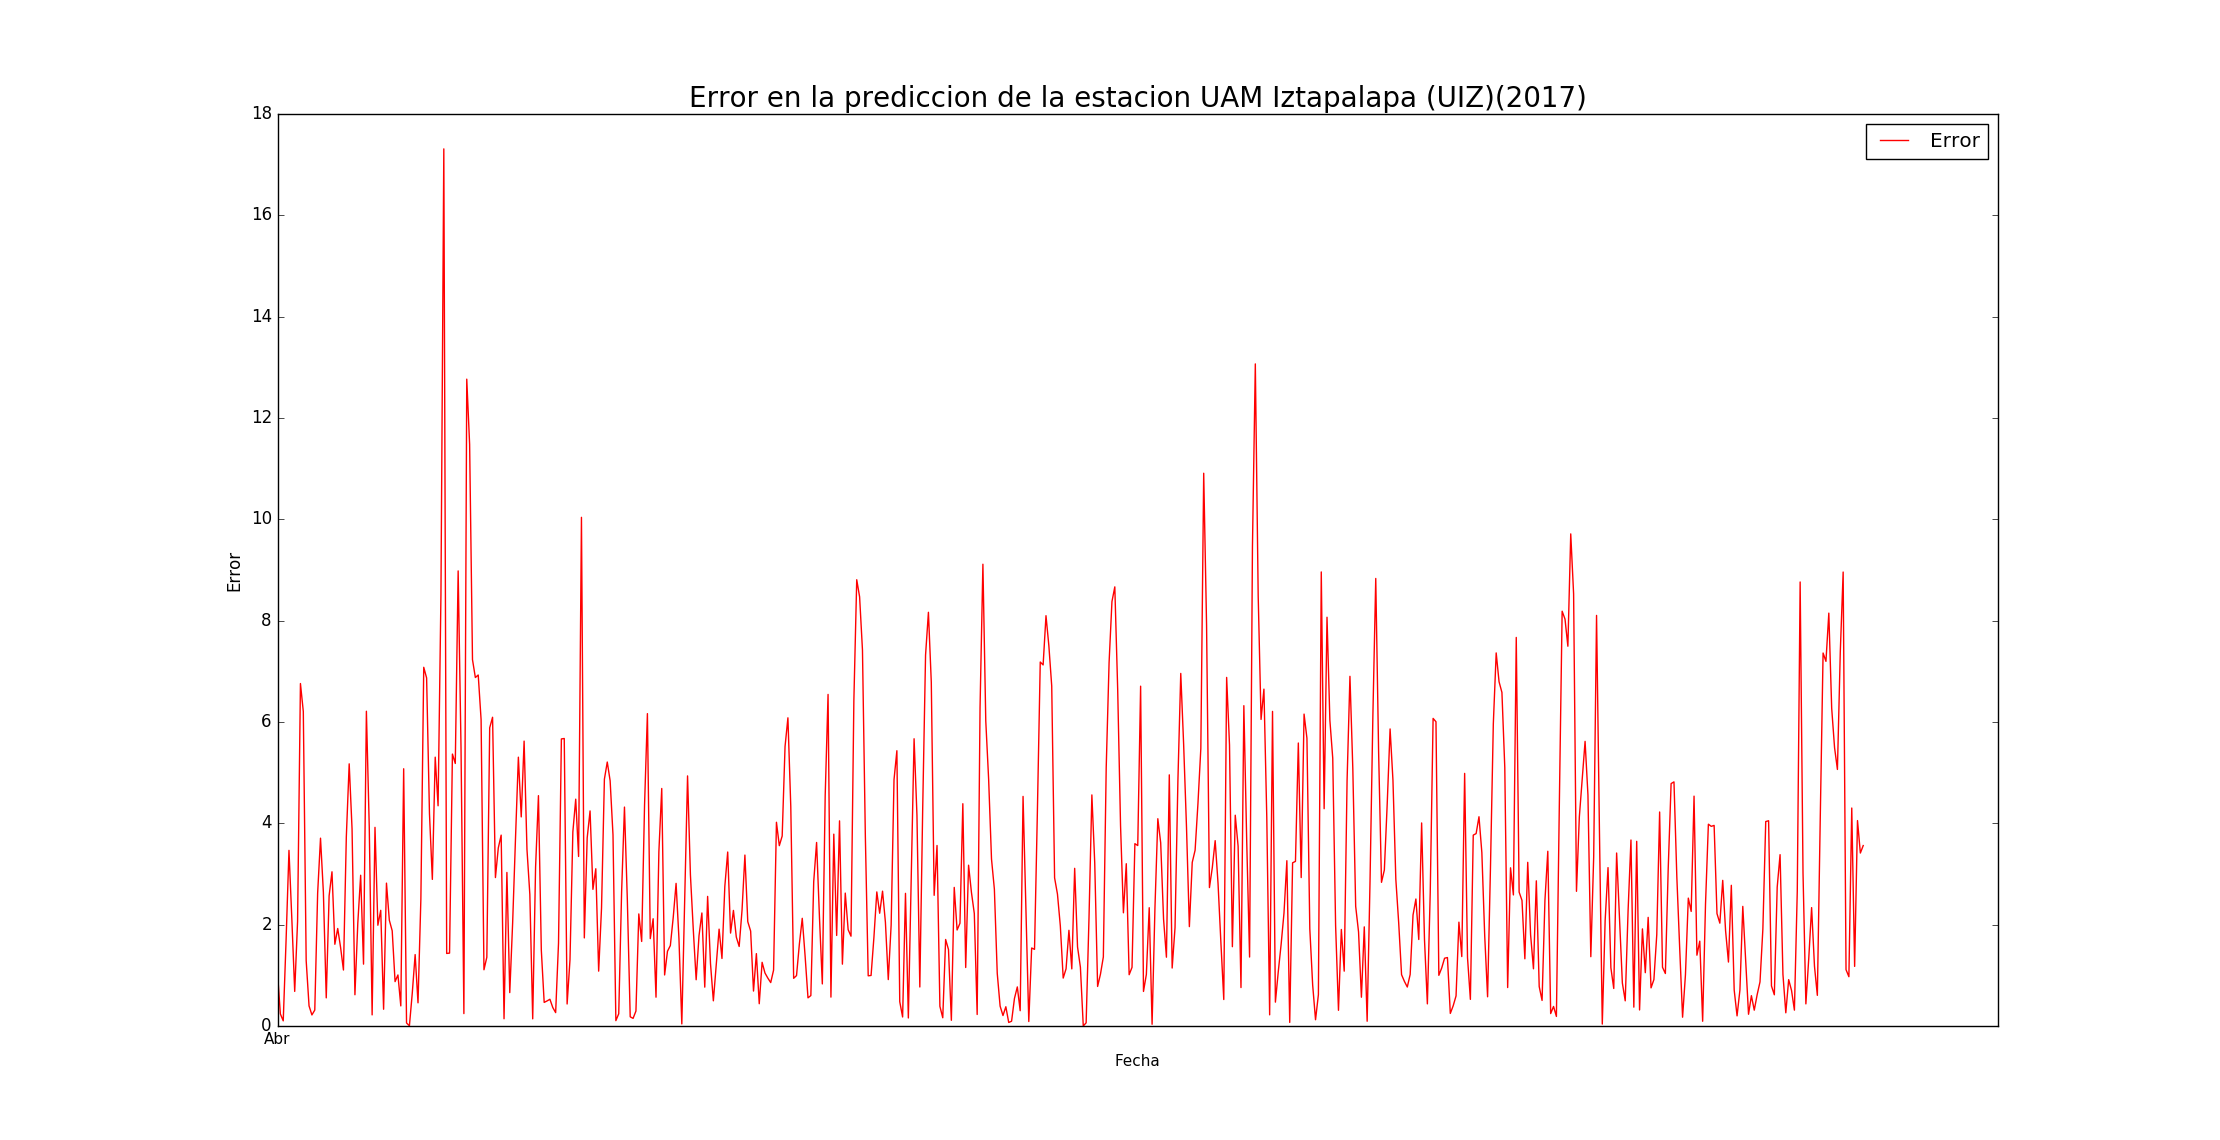 Error en la prediccion de la estacion UAM Iztapalapa (UIZ)(2017)
18
16
14
12
10
8
6
4
2
0
Error
Error
Abr
Fecha